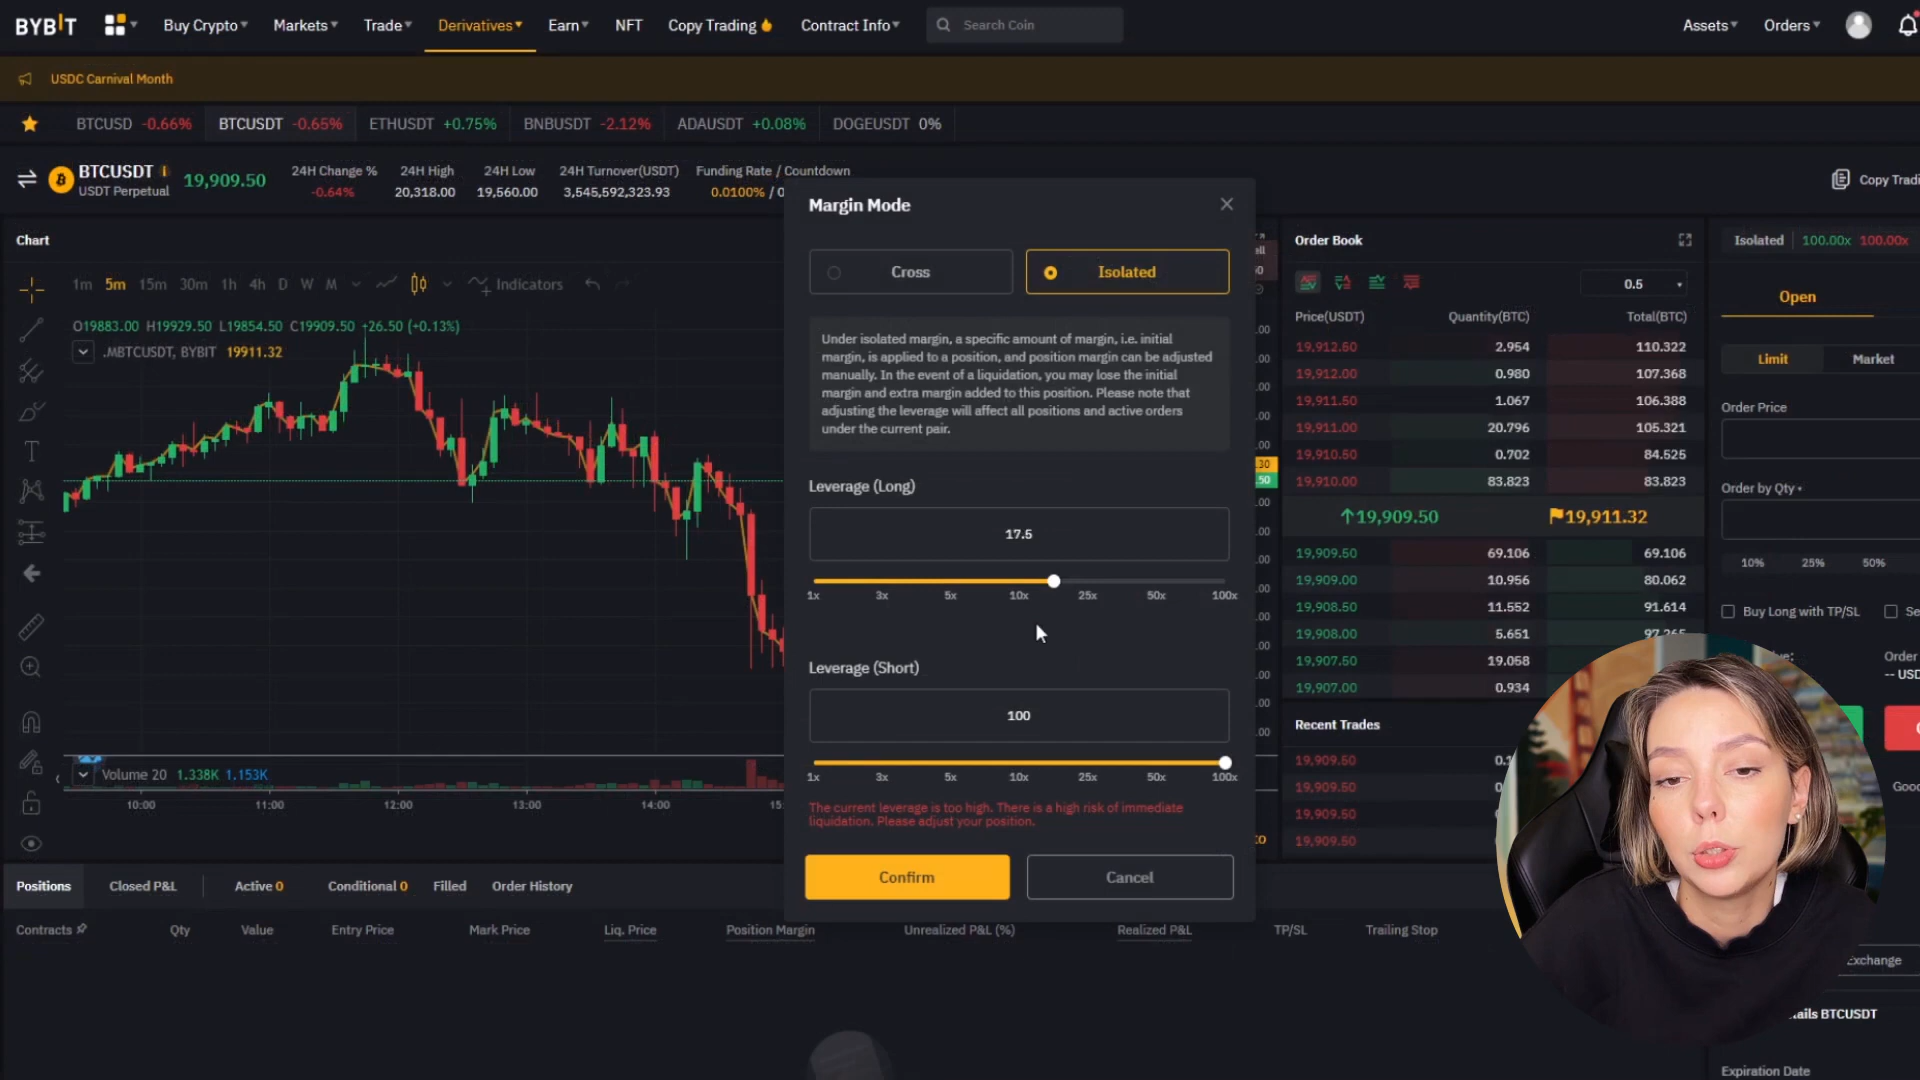 BYBIT Buy Crypto Markets Trade Derivatives Earn NFT Copy Trading Contract Info Search Coin Assets Orders
USDC Carnival Month
BTCUSD -0.66% BTCUSDT -0.65% ETHUSDT +0.75% BNBUSDT -2.12% ADAUSDT +0.08% DOGEUSDT 0%
BTCUSDT
USDT Perpetual
19,909.50
24H Change %
-0.64%
24H High
20,318.00
24H Low
19,560.00
24H Turnover(USDT)
3,545,592,323.93
Funding Rate / Countdown
0.0100% / 0
Chart
1m 5m 15m 30m 1h 4h D W M Indicators
O19883.00 H19929.50 L19854.50 C19909.50 +26.50 (+0.13%)
.MBTCUSDT, BYBIT 19911.32
Volume 20 1.338K 1.153K
10:00 11:00 12:00 13:00 14:00 15:
Margin Mode
Cross Isolated
Under isolated margin, a specific amount of margin, i.e. initial
margin, is applied to a position, and position margin can be adjusted
manually. In the event of a liquidation, you may lose the initial
margin and extra margin added to this position. Please note that
adjusting the leverage will affect all positions and active orders
under the current pair.
Leverage (Long)
17.5
1x 3x 5x 10x 25x 50x 100x
Leverage (Short)
100
1x 3x 5x 10x 25x 50x 100x
The current leverage is too high. There is a high risk of immediate
liquidation. Please adjust your position.
Confirm Cancel
Order Book
0.5
Price(USDT) Quantity(BTC) Total(BTC)
19,912.50 2.954 110.322
19,912.00 0.980 107.368
19,911.50 1.067 106.388
19,911.00 20.796 105.321
19,910.50 0.702 84.525
19,910.00 83.823 83.823
19,909.50 19,911.32
19,909.50 69.106 69.106
19,909.00 10.956 80.062
19,908.50 11.552 91.614
19,908.00 5.651 97.265
19,907.50 19.058
19,907.00 0.934
Recent Trades
19,909.50
19,909.50
19,909.50
19,909.50
Copy Tradi
Isolated 100.00x 100.00x
Open
Limit Market
Order Price
Order by Qty
10% 25% 50%
Buy Long with TP/SL Se
Order
-- USD
Goo
Exchange
tails BTCUSDT
Expiration Date
Positions Closed P&L Active 0 Conditional 0 Filled Order History
Contracts Qty Value Entry Price Mark Price Liq. Price Position Margin Unrealized P&L (%) Realized P&L TP/SL Trailing Stop